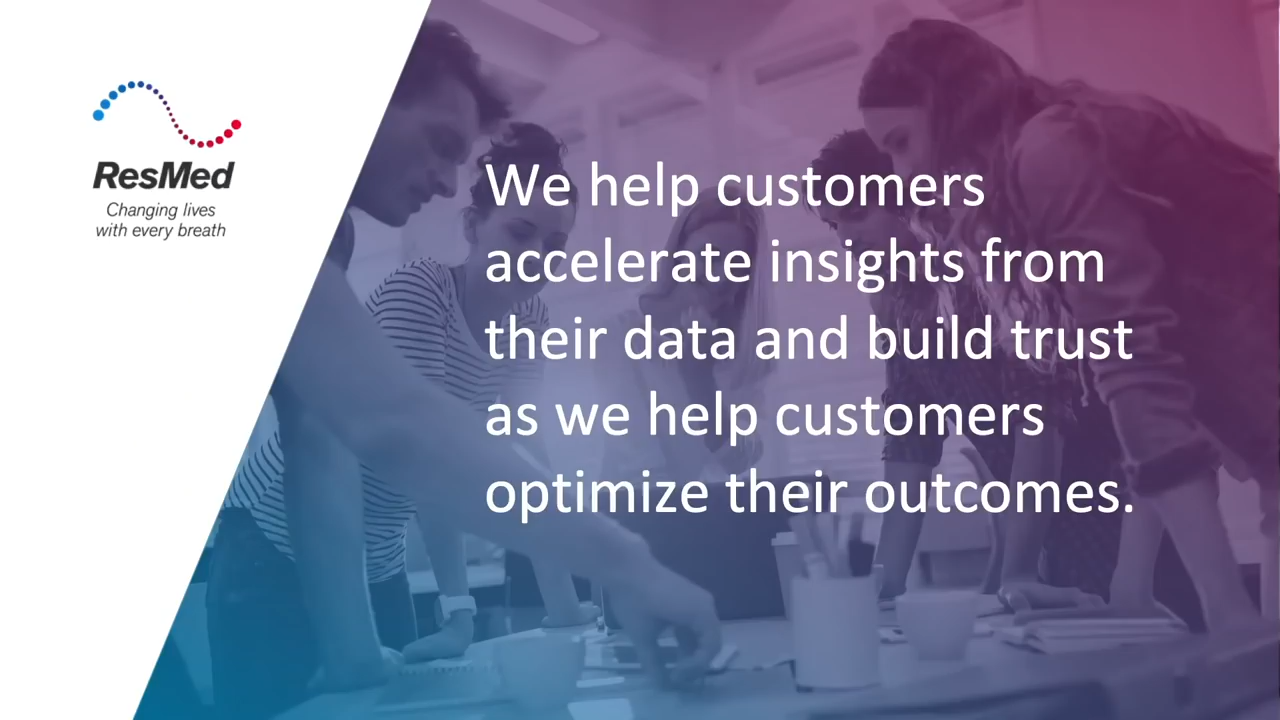 ResMed
Changing lives
with every breath
We help customers
accelerate insights from
their data and build trust
as we help customers
optimize their outcomes.